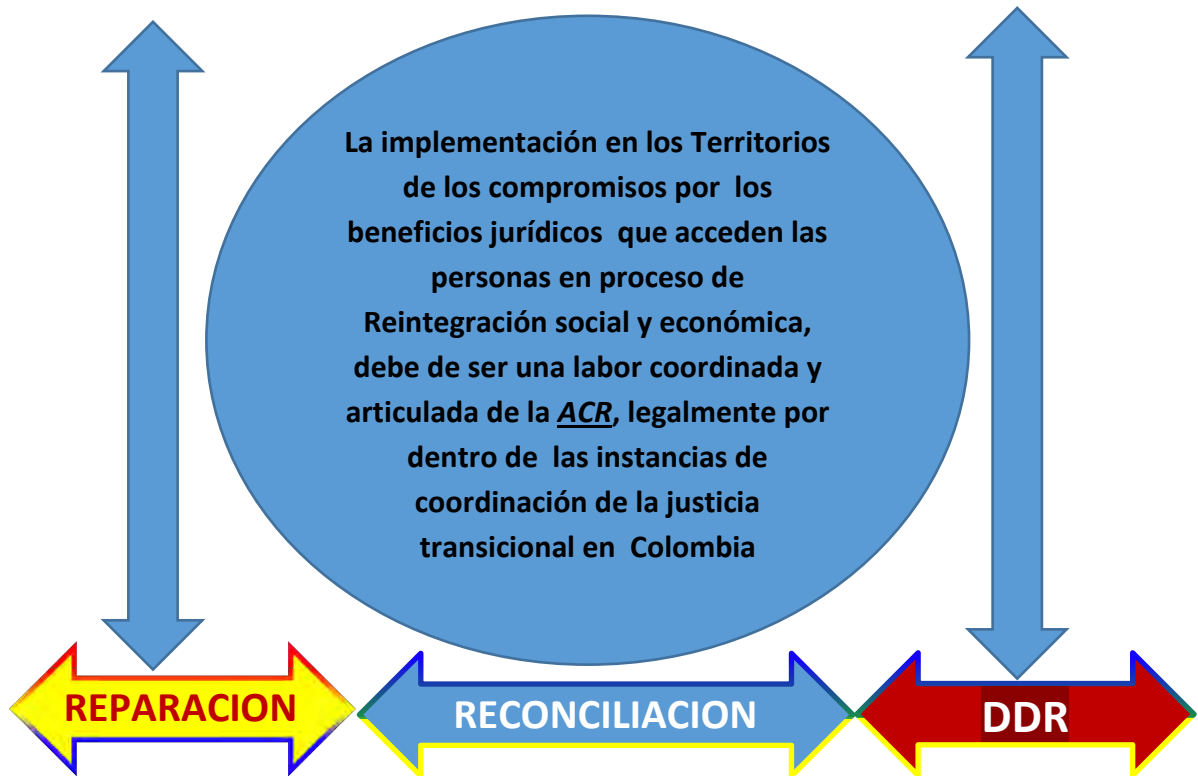 La implementación en los Territorios
de los compromisos por los
beneficios jurídicos que acceden las
personas en proceso de
Reintegración social y económica,
debe de ser una labor coordinada y
articulada de la ACR, legalmente por
dentro de las instancias de
coordinación de la justicia
transicional en Colombia
REPARACION
RECONCILIACION
DDR